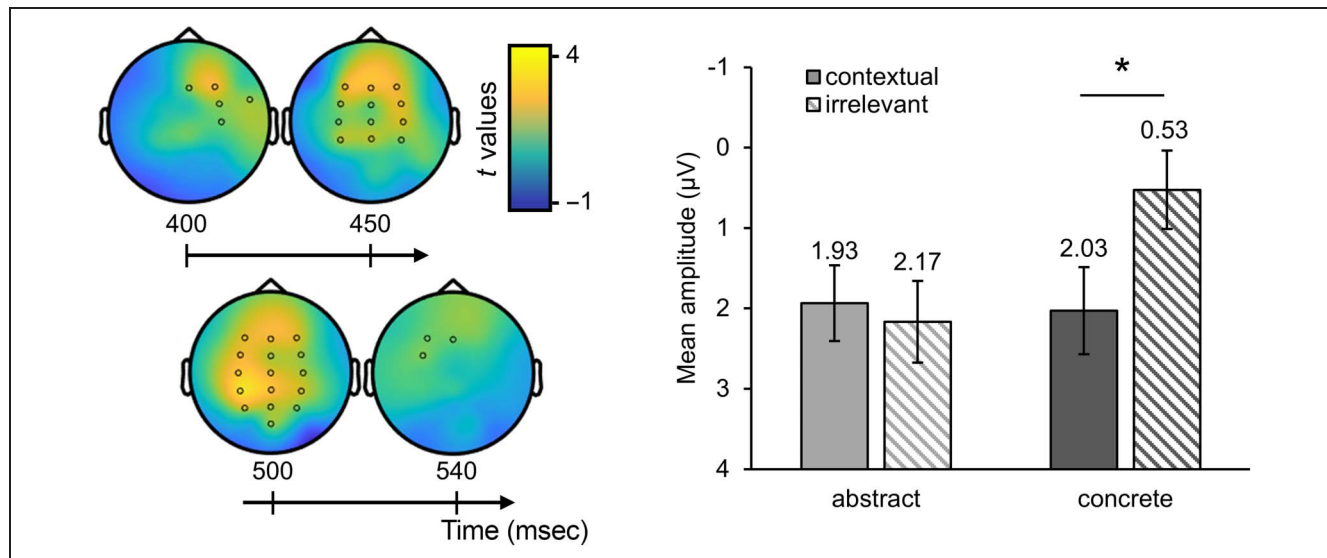 400
450
t values
4
−1
500
540
Time (msec)
contextual
irrelevant
*
Mean amplitude (µV)
-1
0
1
2
3
4
1.93
2.17
2.03
0.53
abstract
concrete